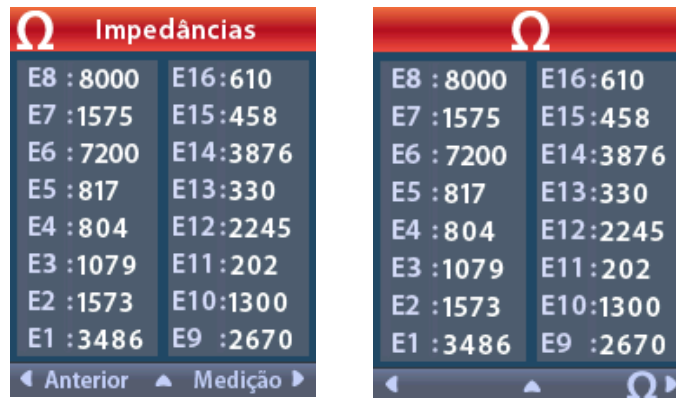 Ω Impedâncias
E8 : 8000 E16:610
E7 :1575 E15:458
E6 : 7200 E14:3876
E5 :817 E13:330
E4 :804 E12:2245
E3 :1079 E11:202
E2 :1573 E10:1300
E1 :3486 E9 :2670
Anterior Medição
Ω
E8 : 8000 E16:610
E7 :1575 E15:458
E6 : 7200 E14:3876
E5 :817 E13:330
E4 :804 E12:2245
E3 :1079 E11:202
E2 :1573 E10:1300
E1 :3486 E9 :2670
Ω